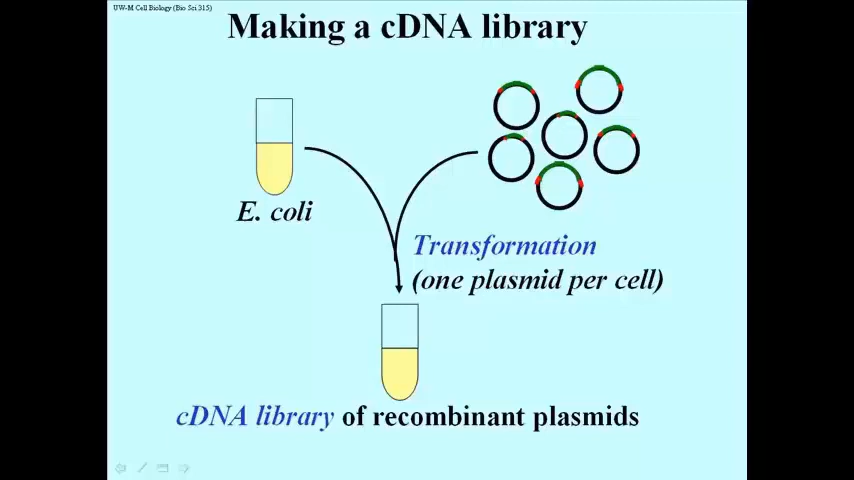 UW-M Cell Biology (Bio Sci 315)
Making a cDNA library
E. coli
Transformation
(one plasmid per cell)
cDNA library of recombinant plasmids